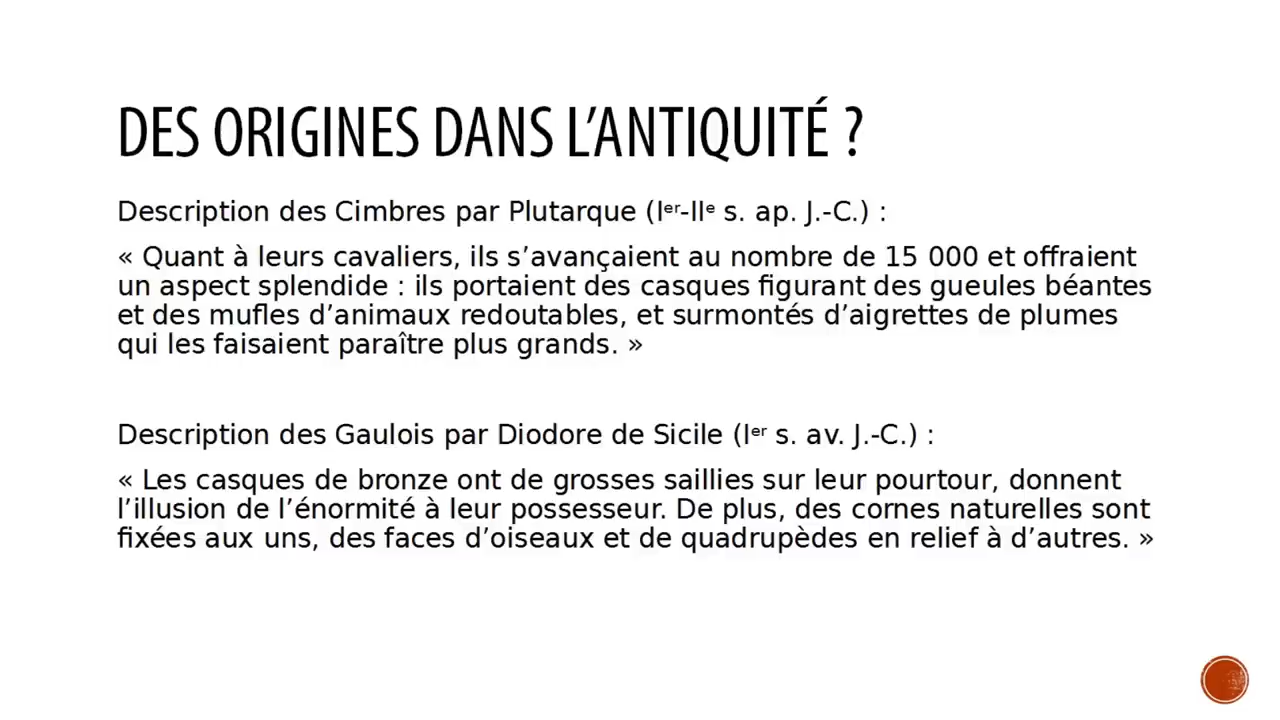 DES ORIGINES DANS L’ANTIQUITÉ ?
Description des Cimbres par Plutarque (Iᵉʳ-IIᵉ s. ap. J.-C.) :
« Quant à leurs cavaliers, ils s’avançaient au nombre de 15 000 et offraient
un aspect splendide : ils portaient des casques figurant des gueules béantes
et des mufles d’animaux redoutables, et surmontés d’aigrettes de plumes
qui les faisaient paraître plus grands. »
Description des Gaulois par Diodore de Sicile (Iᵉʳ s. av. J.-C.) :
« Les casques de bronze ont de grosses saillies sur leur pourtour, donnent
l’illusion de l’énormité à leur possesseur. De plus, des cornes naturelles sont
fixées aux uns, des faces d’oiseaux et de quadrupèdes en relief à d’autres. »